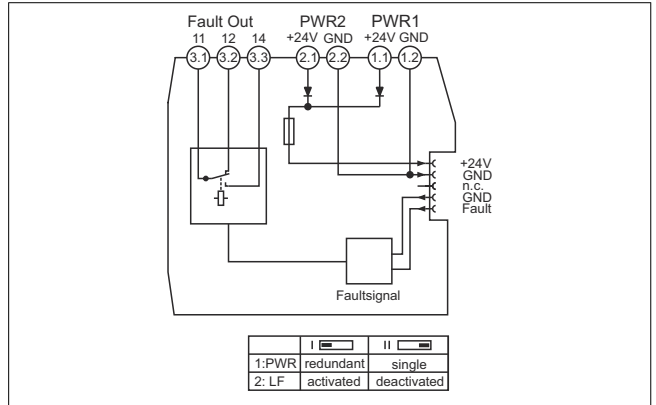 Fault Out PWR2 PWR1
11 12 14 +24V GND +24V GND
3.1 3.2 3.3 2.1 2.2 1.1 1.2
+24V
GND
n.c.
GND
Fault
Faultsignal
I II
1:PWR redundant single
2: LF activated deactivated